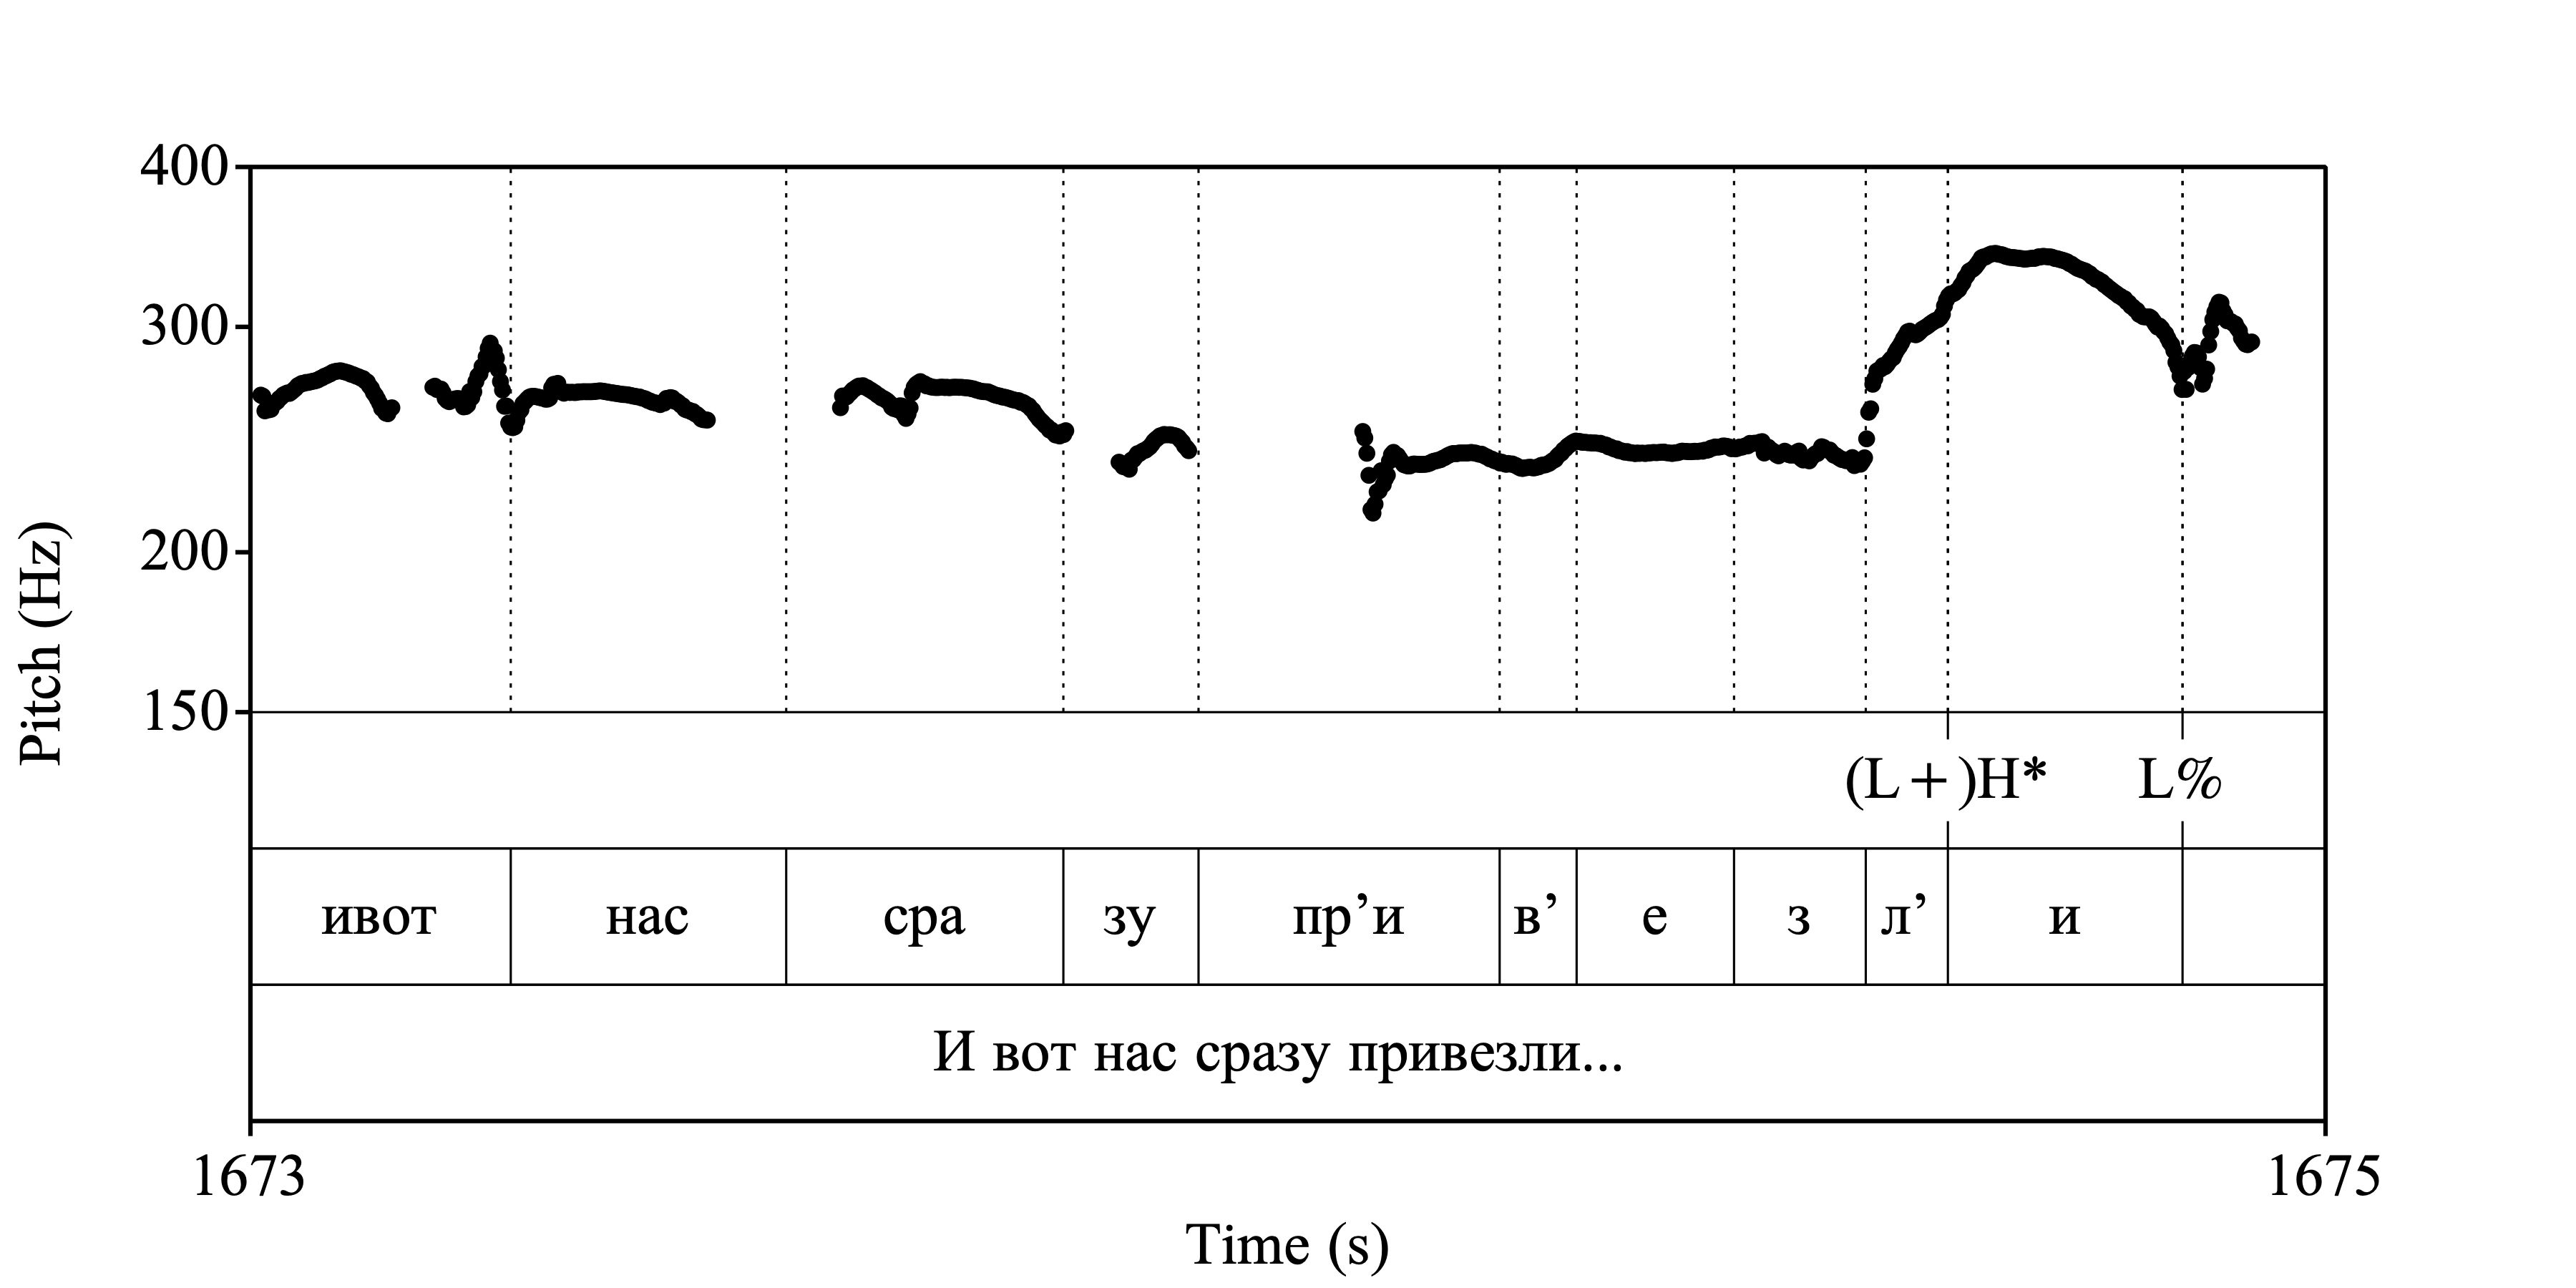 400
300
200
150
Pitch (Hz)
(L+)H* L%
ивот нас сра зу пр’и в’ е з л’ и
И вот нас сразу привезли...
1673 1675
Time (s)